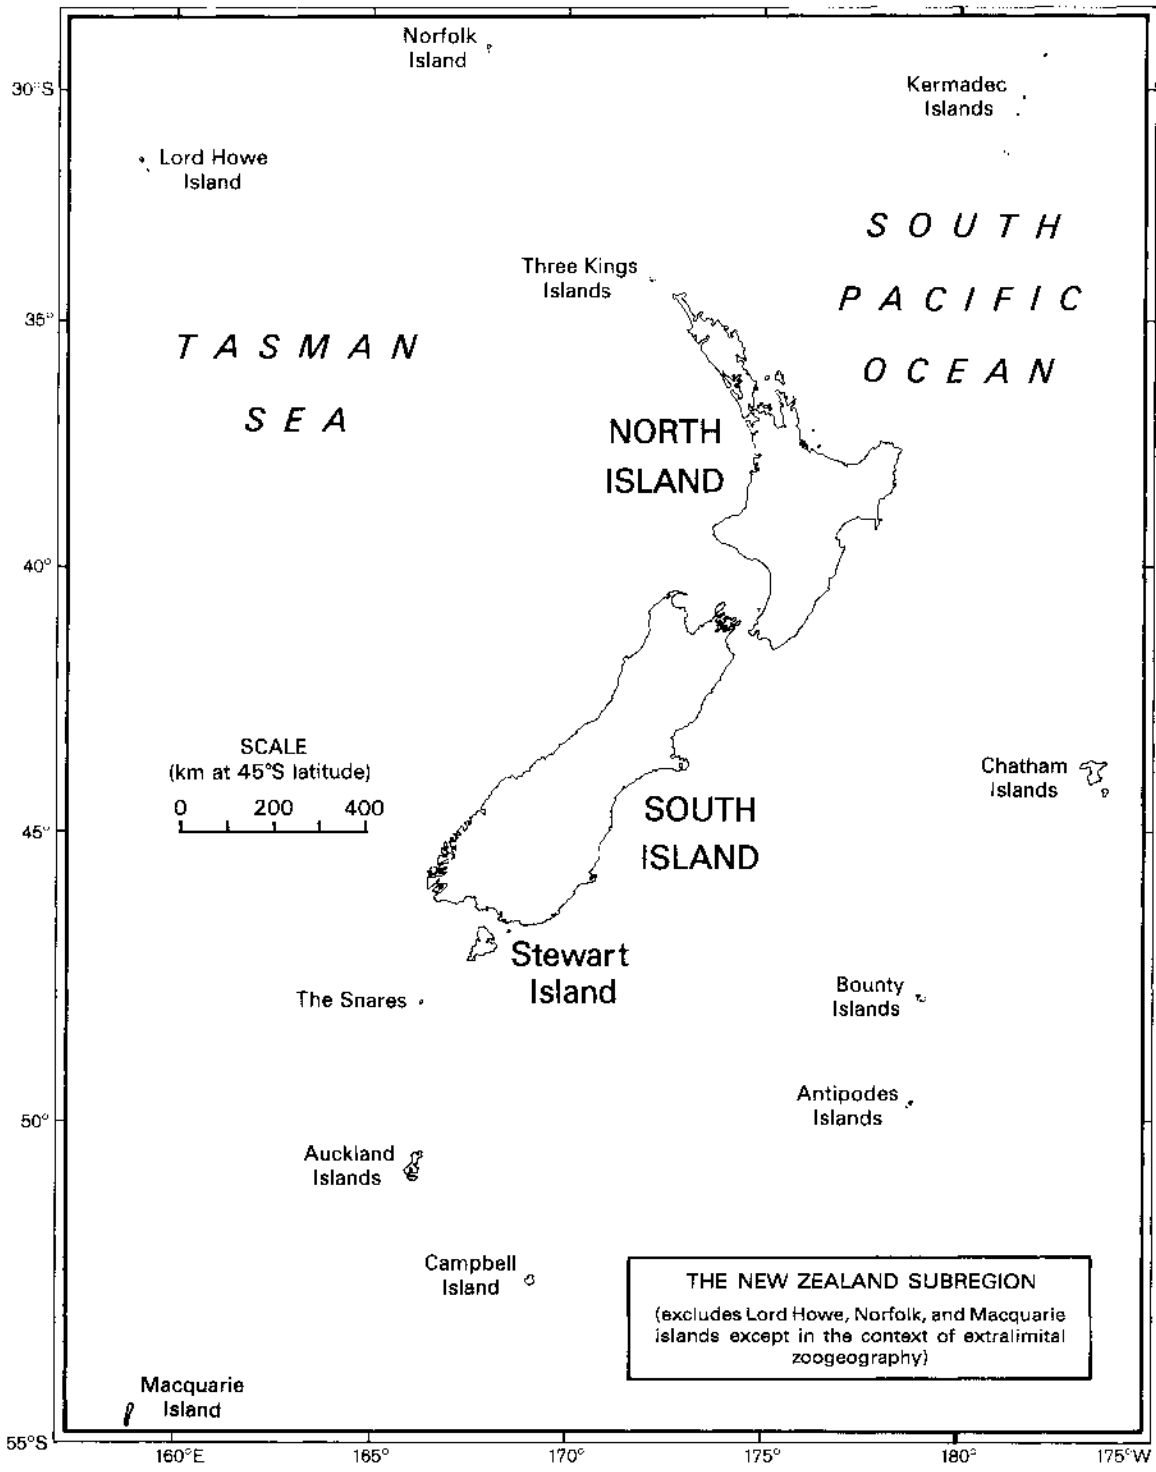 Norfolk
Island
30°S
Kermadec
Islands
Lord Howe
Island
SOUTH
PACIFIC
OCEAN
Three Kings
Islands
35°
TASMAN
SEA
NORTH
ISLAND
40°
SCALE
(km at 45°S latitude)
0 200 400
Chatham
Islands
SOUTH
ISLAND
45°
Stewart
Island
The Snares
Bounty
Islands
Antipodes
Islands
50°
Auckland
Islands
Campbell
Island
THE NEW ZEALAND SUBREGION
(excludes Lord Howe, Norfolk, and Macquarie
islands except in the context of extralimital
zoogeography)
Macquarie
Island
55°S
160°E 165° 170° 175° 180° 175°W